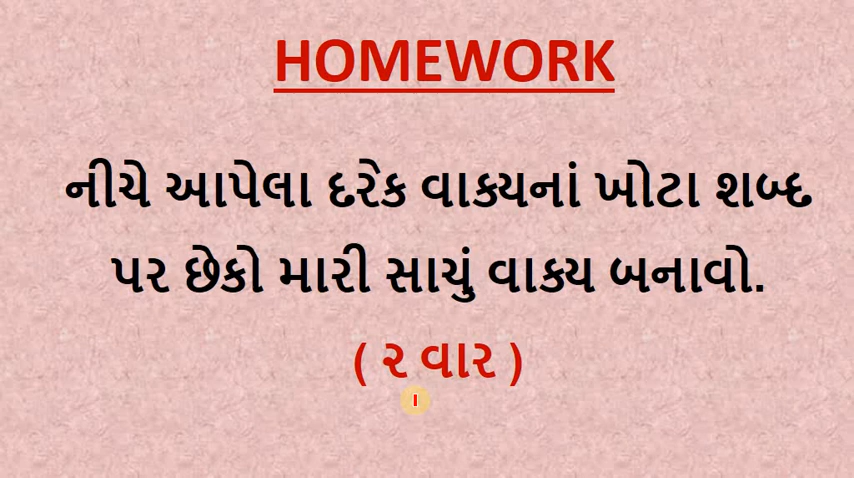 HOMEWORK
નીચે આપેલા દરેક વાક્યનાં ખોટા શબ્દ
પર છેકો મારી સાચું વાક્ય બનાવો.
( ૨ વાર )